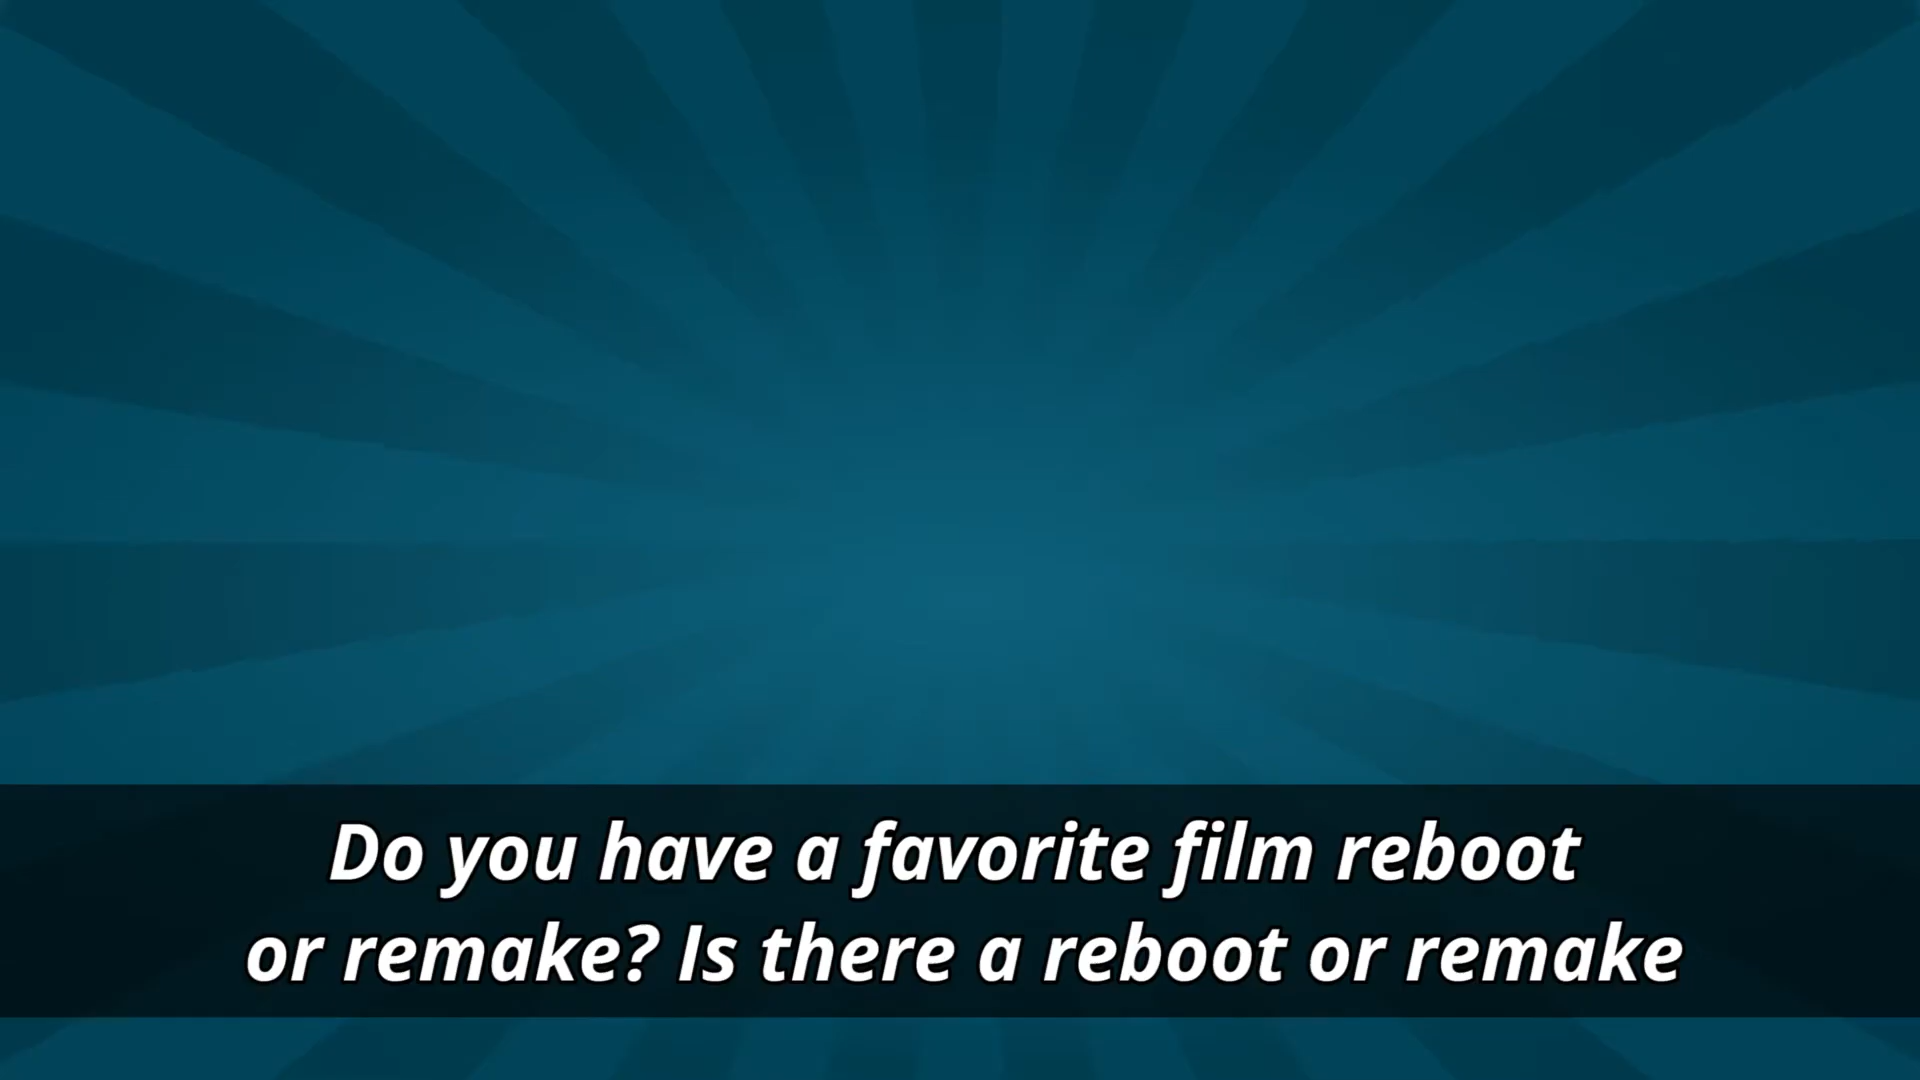 Do you have a favorite film reboot
or remake? Is there a reboot or remake